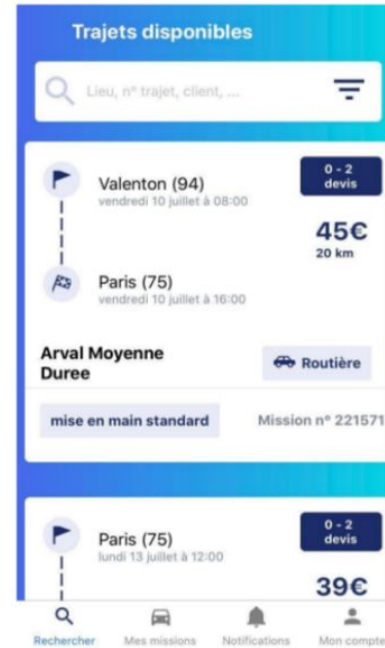 Trajets disponibles
Lieu, n° trajet, client, ...
0 - 2
devis
Valenton (94)
vendredi 10 juillet à 08:00
45€
20 km
Paris (75)
vendredi 10 juillet à 16:00
Arval Moyenne
Duree
Routière
mise en main standard
Mission n° 221571
0 - 2
devis
Paris (75)
lundi 13 juillet à 12:00
39€
Rechercher
Mes missions
Notifications
Mon compte